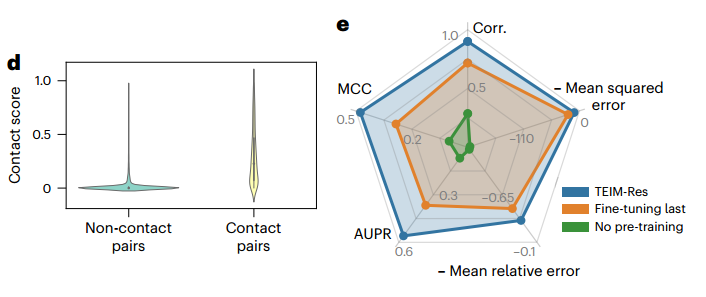 d
Contact score
1.0
0.5
0
Non-contact
pairs
Contact
pairs
e
Corr.
1.0
0.5
– Mean squared
error
0
–110
MCC
0.5
0.2
0.3
–0.65
AUPR
0.6
–0.1
– Mean relative error
TEIM-Res
Fine-tuning last
No pre-training